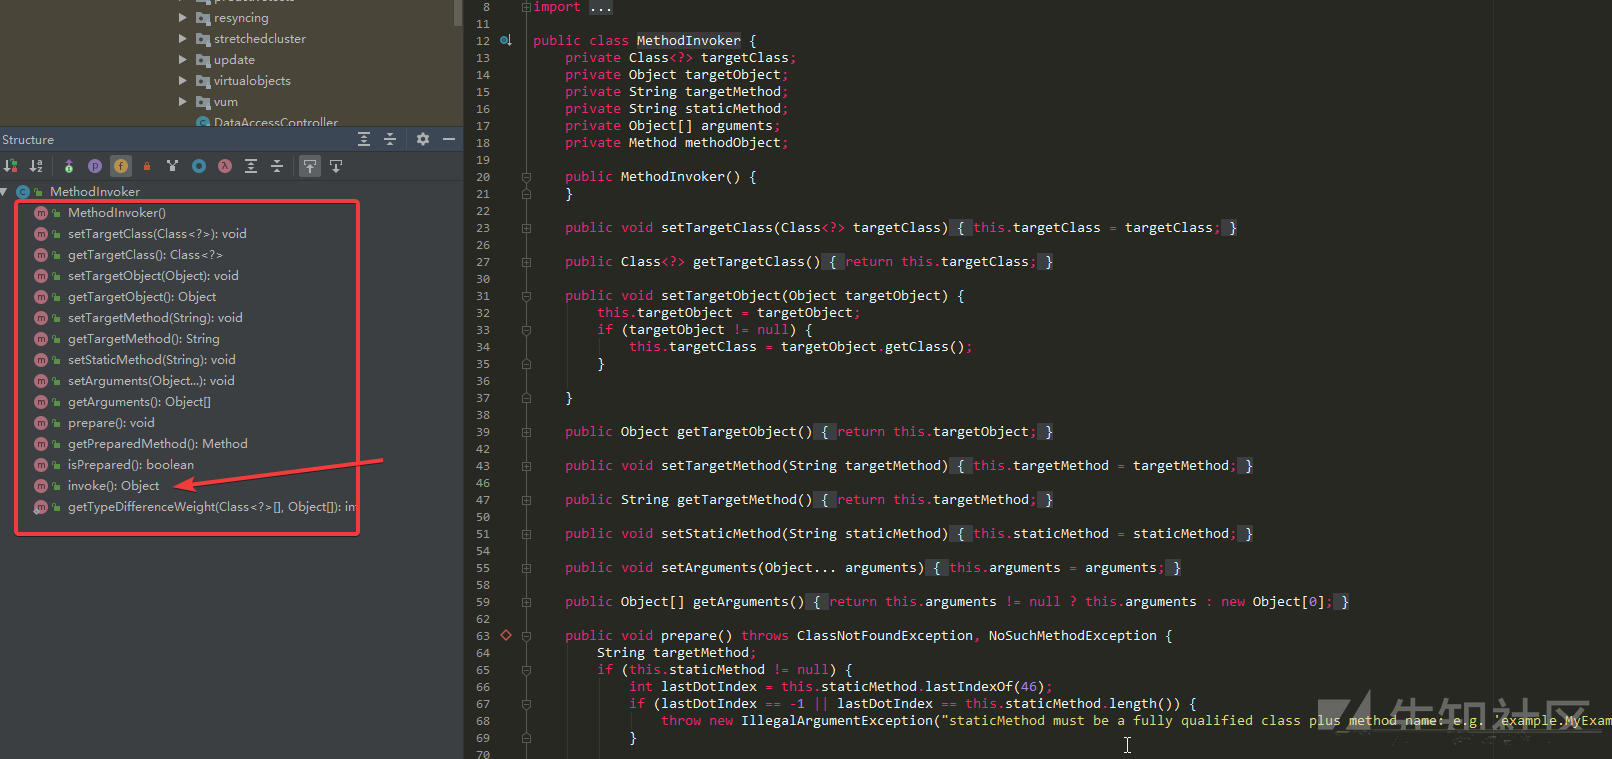 resyncing
stretchedcluster
update
virtualobjects
vum
DataAccessController
Structure
MethodInvoker
MethodInvoker()
setTargetClass(Class<?>): void
getTargetClass(): Class<?>
setTargetObject(Object): void
getTargetObject(): Object
setTargetMethod(String): void
getTargetMethod(): String
setStaticMethod(String): void
setArguments(Object...): void
getArguments(): Object[]
prepare(): void
getPreparedMethod(): Method
isPrepared(): boolean
invoke(): Object
getTypeDifferenceWeight(Class<?>[], Object[]): in
8 import ...
11
12 public class MethodInvoker {
13 private Class<?> targetClass;
14 private Object targetObject;
15 private String targetMethod;
16 private String staticMethod;
17 private Object[] arguments;
18 private Method methodObject;
19
20 public MethodInvoker() {
21 }
22
23 public void setTargetClass(Class<?> targetClass) { this.targetClass = targetClass; }
26
27 public Class<?> getTargetClass() { return this.targetClass; }
30
31 public void setTargetObject(Object targetObject) {
32 this.targetObject = targetObject;
33 if (targetObject != null) {
34 this.targetClass = targetObject.getClass();
35 }
36
37 }
38
39 public Object getTargetObject() { return this.targetObject; }
42
43 public void setTargetMethod(String targetMethod) { this.targetMethod = targetMethod; }
46
47 public String getTargetMethod() { return this.targetMethod; }
50
51 public void setStaticMethod(String staticMethod) { this.staticMethod = staticMethod; }
54
55 public void setArguments(Object... arguments) { this.arguments = arguments; }
58
59 public Object[] getArguments() { return this.arguments != null ? this.arguments : new Object[0]; }
62
63 public void prepare() throws ClassNotFoundException, NoSuchMethodException {
64 String targetMethod;
65 if (this.staticMethod != null) {
66 int lastDotIndex = this.staticMethod.lastIndexOf(46);
67 if (lastDotIndex == -1 || lastDotIndex == this.staticMethod.length()) {
68 throw new IllegalArgumentException("staticMethod must be a fully qualified class plus method name: e.g. 'example.MyExam
69 }
70
先知社区